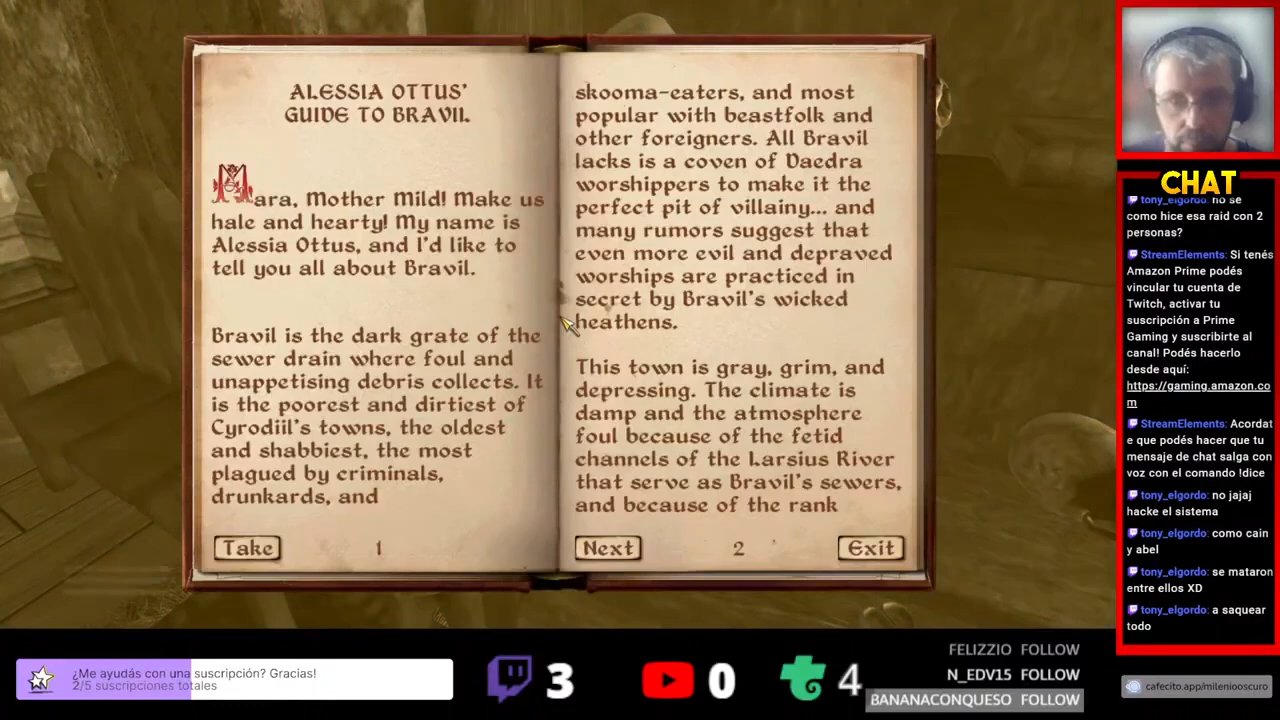 ALESSIA OTTUS'
GUIDE TO BRAVIL
Mara, Mother Mild! Make us
hale and hearty! My name is
Alessia Ottus, and I'd like to
tell you all about Bravil.
Bravil is the dark grate of the
sewer drain where foul and
unappetising debris collects. It
is the poorest and dirtiest of
Cyrodiil's towns, the oldest
and shabbiest, the most
plagued by criminals,
drunkards, and
Take
1
skooma-eaters, and most
popular with beastfolk and
other foreigners. All Bravil
lacks is a coven of Daedra
worshippers to make it the
perfect pit of villainy... and
many rumors suggest that
even more evil and depraved
worships are practiced in
secret by Bravil's wicked
heathens.
This town is gray, grim, and
depressing. The climate is
damp and the atmosphere
foul because of the fetid
channels of the Larsius River
that serve as Bravil's sewers,
and because of the rank
Next
2
Exit
CHAT
tony_elgordo: no se
como hice esa raid con 2
personas?
StreamElements: Si tenés
Amazon Prime podés
vincular tu cuenta de
Twitch, activar tu
suscripción a Prime
Gaming y suscribirte al
canal! Podés hacerlo
desde aquí:
https://gaming.amazon.co
m
StreamElements: Acordat
e que podés hacer que tu
mensaje de chat salga con
voz con el comando !dice
tony_elgordo: no jajaj
hacke el sistema
tony_elgordo: como cain
y abel
tony_elgordo: se mataron
entre ellos XD
tony_elgordo: a saquear
todo
¿Me ayudás con una suscripción? Gracias!
2/5 suscripciones totales
3
0
4
FELIZZIO FOLLOW
N_EDV15 FOLLOW
BANANACONQUESO FOLLOW
cafecito.app/mileniooscuro